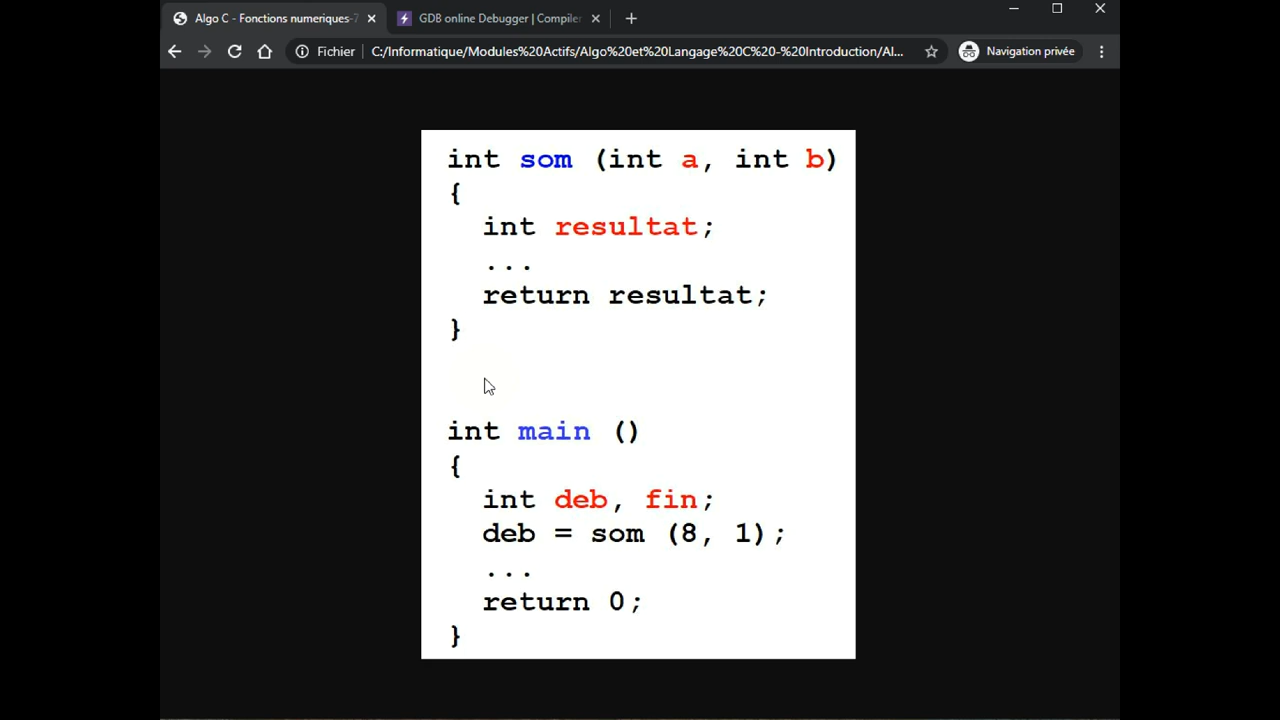 Algo C - Fonctions numeriques-7
GDB online Debugger | Compiler
Fichier
C:/Informatique/Modules%20Actifs/Algo%20et%20Langage%20C%20-%20Introduction/Al...
Navigation privée
int som (int a, int b)
{
int resultat;
...
return resultat;
}
int main ()
{
int deb, fin;
deb = som (8, 1);
...
return 0;
}